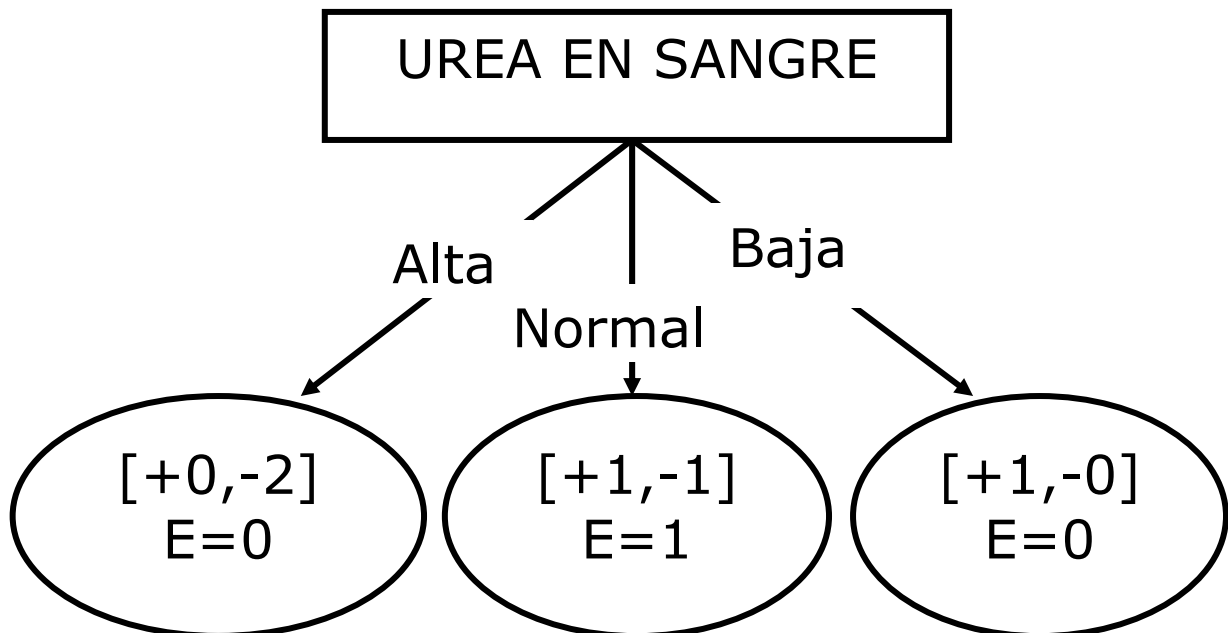 UREA EN SANGRE
Alta
Normal
Baja
[+0,-2]
E=0
[+1,-1]
E=1
[+1,-0]
E=0